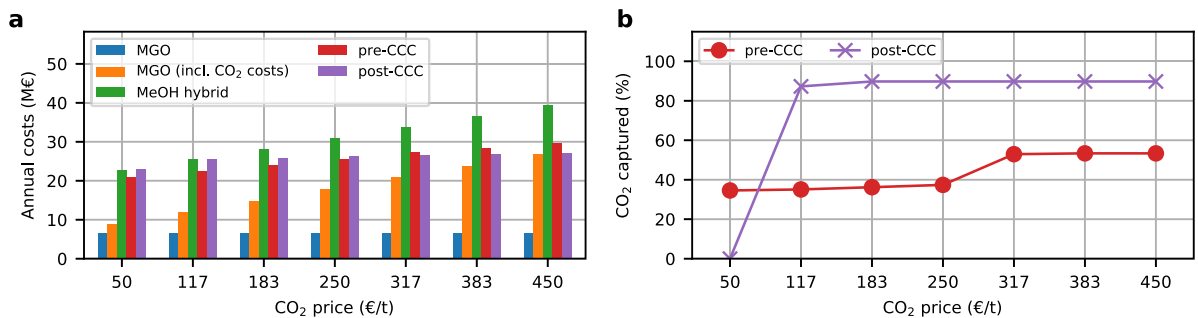 a
Annual costs (M€)
60
50
40
30
20
10
0
MGO
MGO (incl. CO₂ costs)
MeOH hybrid
pre-CCC
post-CCC
50 117 183 250 317 383 450
CO₂ price (€/t)
b
CO₂ captured (%)
100
80
60
40
20
0
pre-CCC post-CCC
50 117 183 250 317 383 450
CO₂ price (€/t)